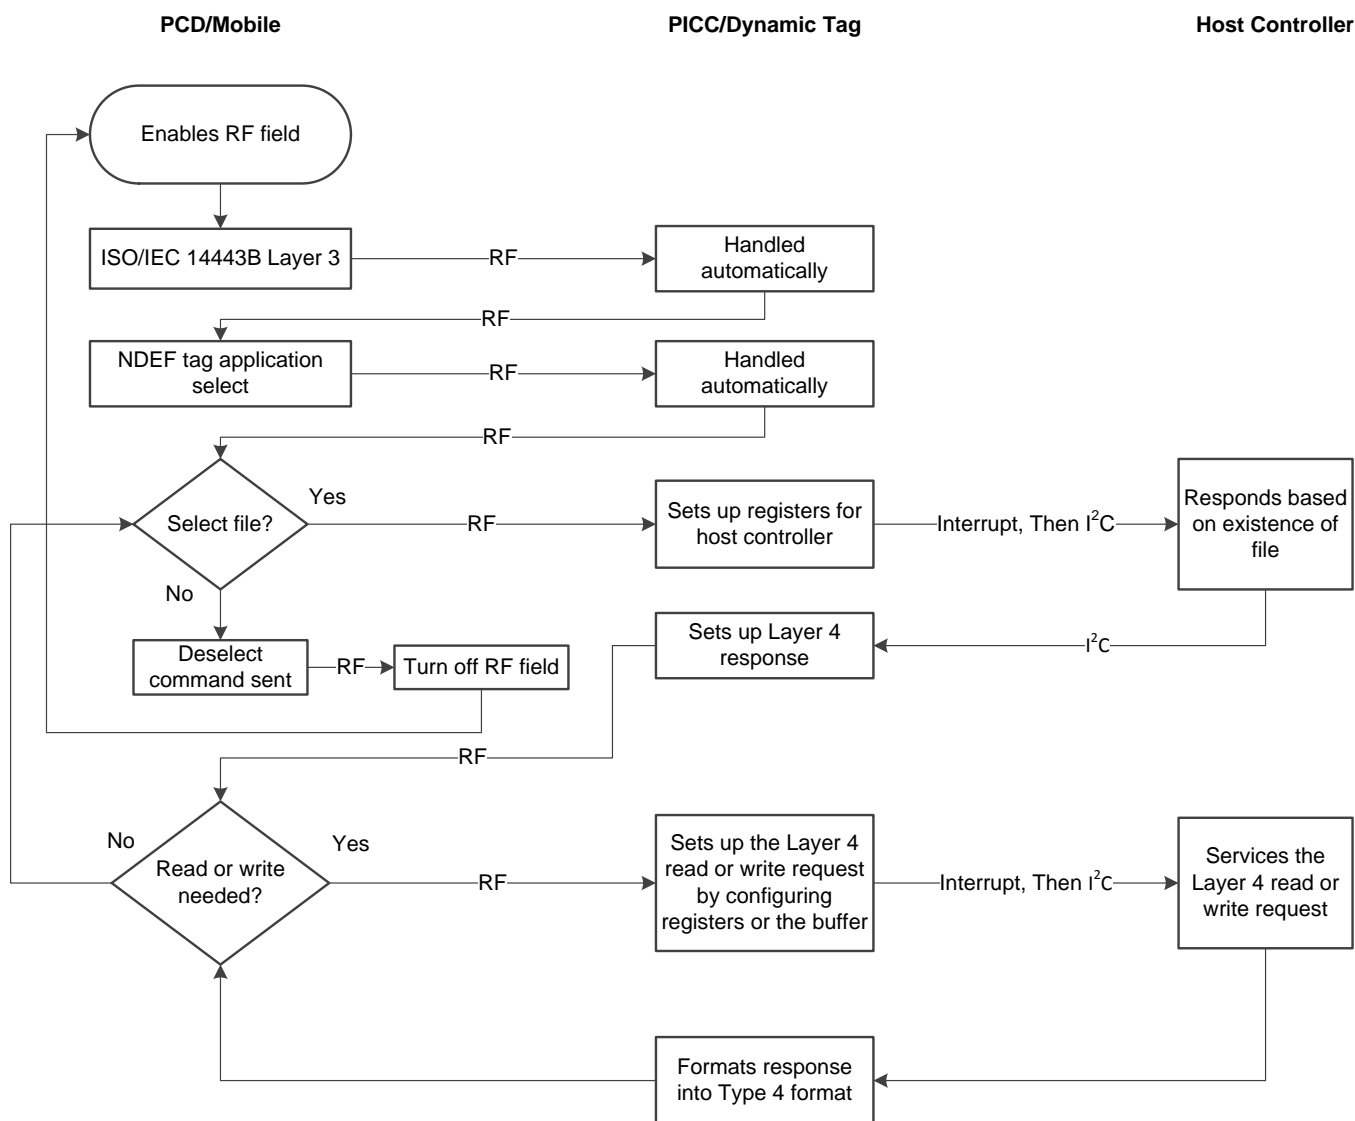 PCD/Mobile
PICC/Dynamic Tag
Host Controller
Enables RF field
ISO/IEC 14443B Layer 3
RF
Handled
automatically
RF
NDEF tag application
select
RF
Handled
automatically
RF
Select file?
Yes
No
RF
Sets up registers for
host controller
Interrupt, Then I²C
Responds based
on existence of
file
Deselect
command sent
RF
Turn off RF field
Sets up Layer 4
response
I²C
RF
Read or write
needed?
No
Yes
RF
Sets up the Layer 4
read or write request
by configuring
registers or the buffer
Interrupt, Then I²C
Services the
Layer 4 read or
write request
Formats response
into Type 4 format